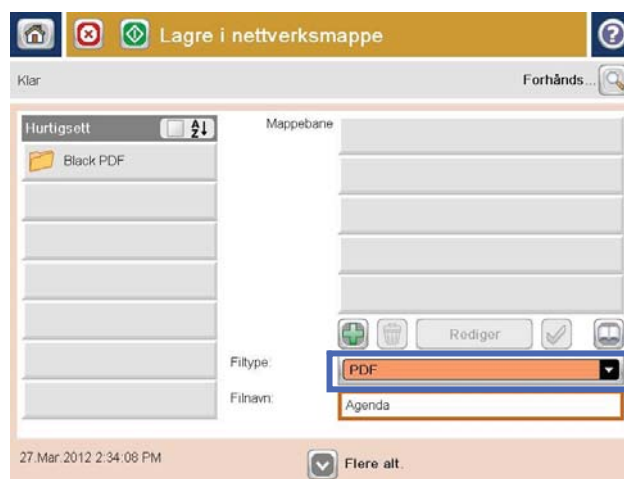 Lagre i nettverksmappe
Klar
Forhånds...
Hurtigsett
Mappebane
Black PDF
Rediger
Filtype:
PDF
Filnavn:
Agenda
27.Mar.2012 2:34:08 PM
Flere alt.